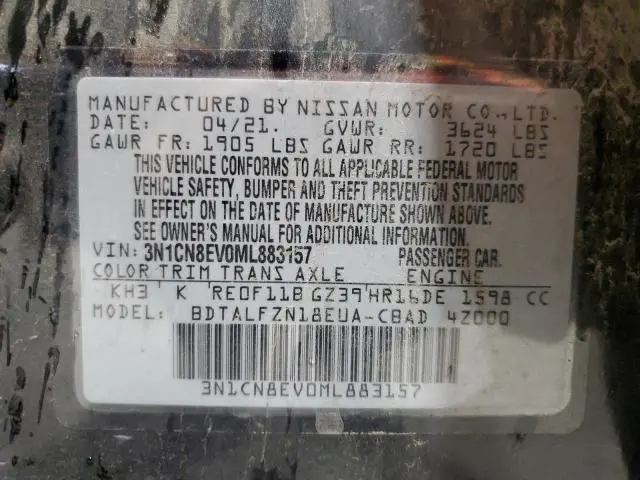 MANUFACTURED BY NISSAN MOTOR CO.,LTD.
DATE: 04/21. GVWR: 3624 LBS
GAWR FR: 1905 LBS GAWR RR: 1720 LBS
THIS VEHICLE CONFORMS TO ALL APPLICABLE FEDERAL MOTOR
VEHICLE SAFETY, BUMPER AND THEFT PREVENTION STANDARDS
IN EFFECT ON THE DATE OF MANUFACTURE SHOWN ABOVE.
SEE OWNER'S MANUAL FOR ADDITIONAL INFORMATION.
VIN: 3N1CN8EV0ML883157 PASSENGER CAR.
COLOR TRIM TRANS AXLE ENGINE
KH3 K RE0F11B GZ39 HR16DE 1598 CC
MODEL: BDTALFZN18EUA-CBAD 4Z000
3N1CN8EV0ML883157